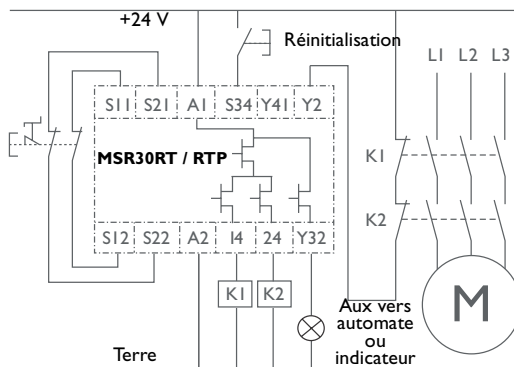 +24 V
Réinitialisation
L1 L2 L3
S11 S21 A1 S34 Y41 Y2
MSR30RT / RTP
K1
K2
S12 S22 A2 14 24 Y32
K1 K2
M
Aux vers
automate
ou
indicateur
Terre